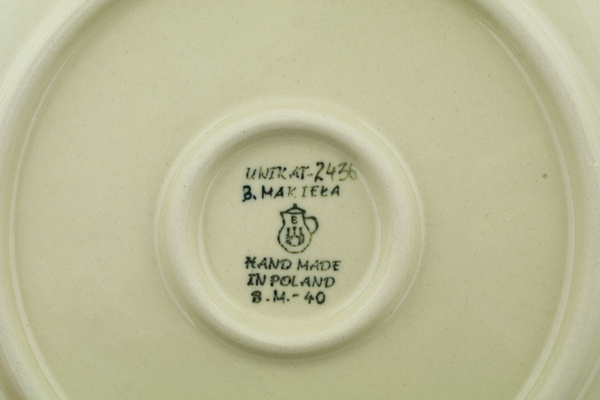 UNIKAT-2436
B. MAKIEŁA
B
HAND MADE
IN POLAND
B.M.-40